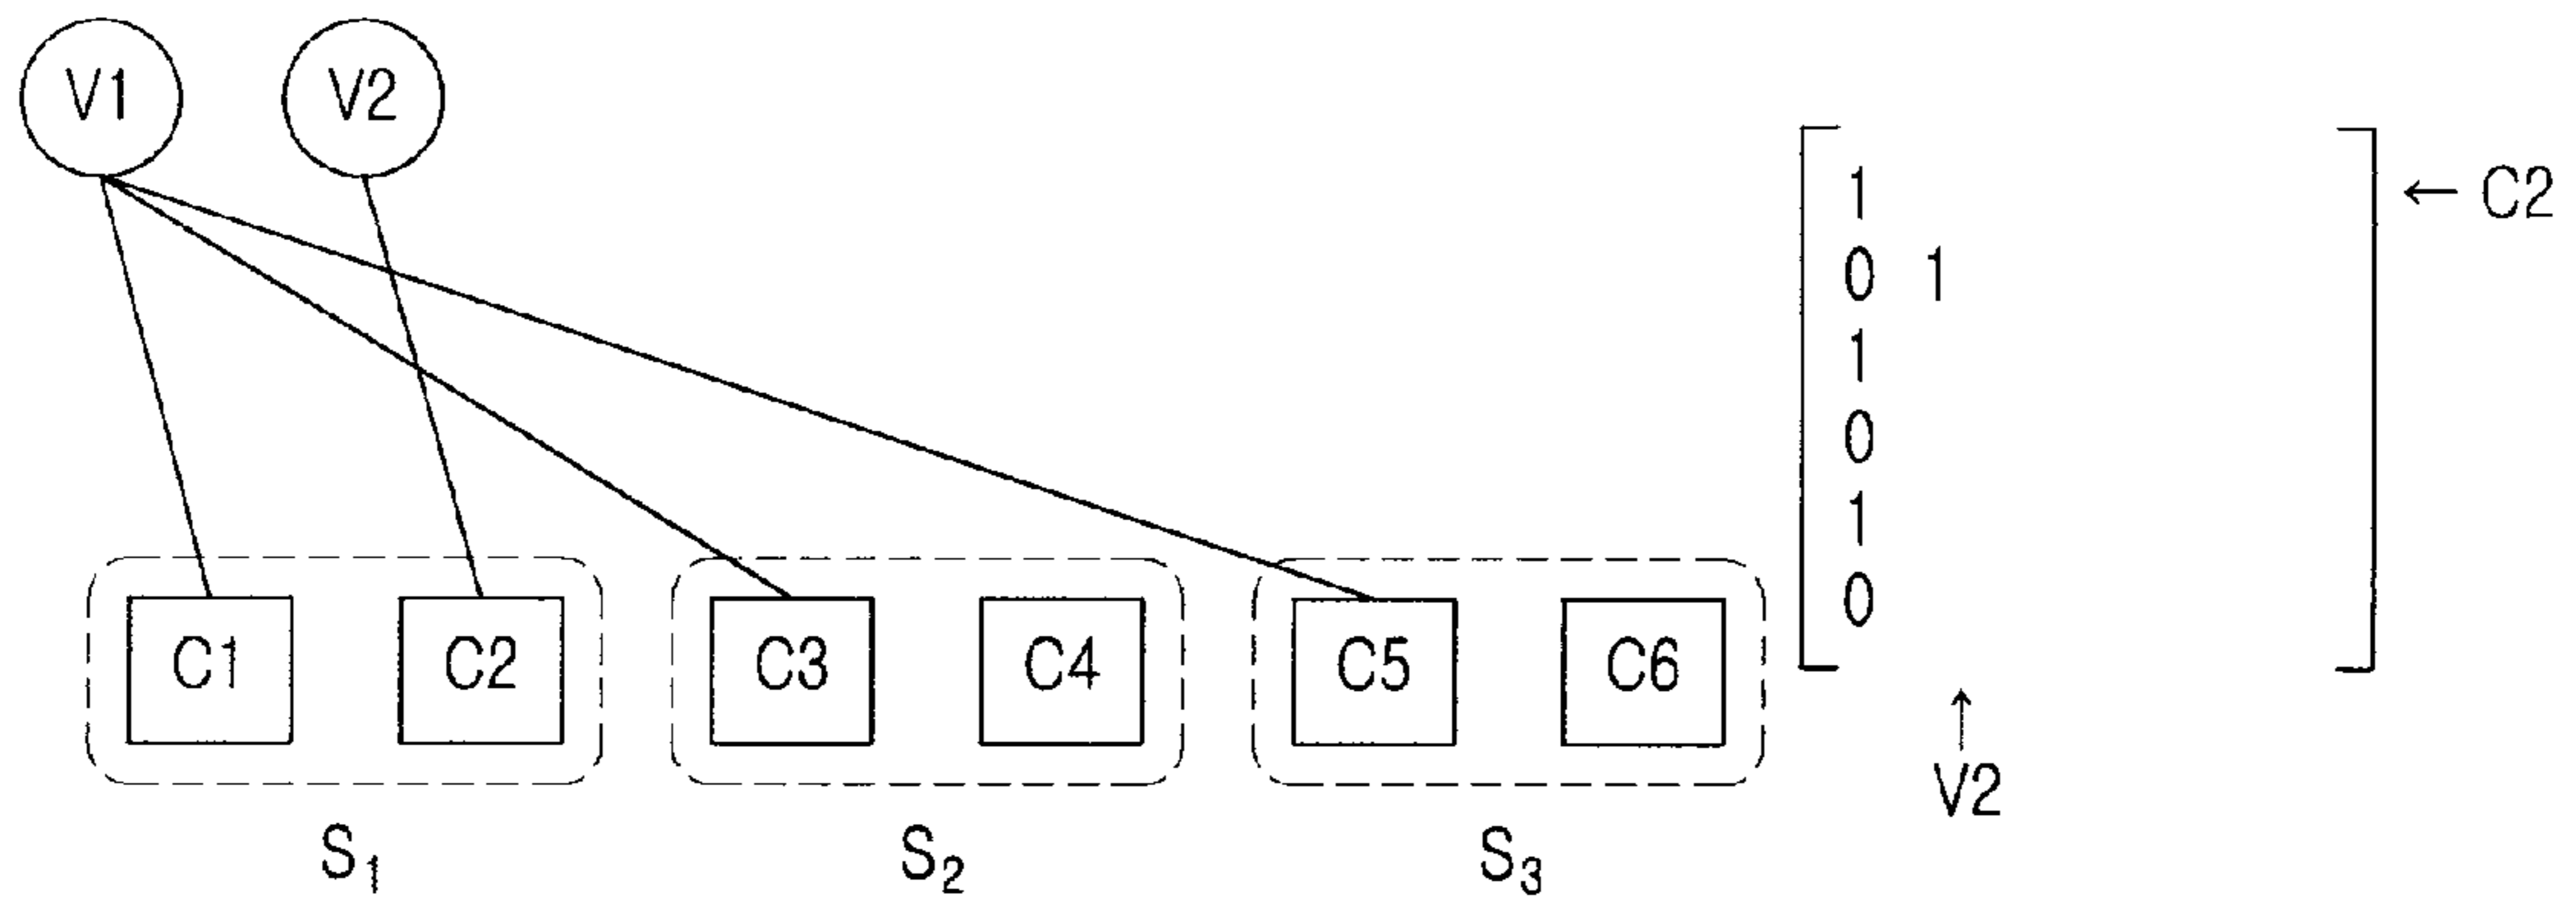 V1 V2
1 ← C2
0 1
1
0
1
0
C1 C2 C3 C4 C5 C6
↑
V2
S₁ S₂ S₃